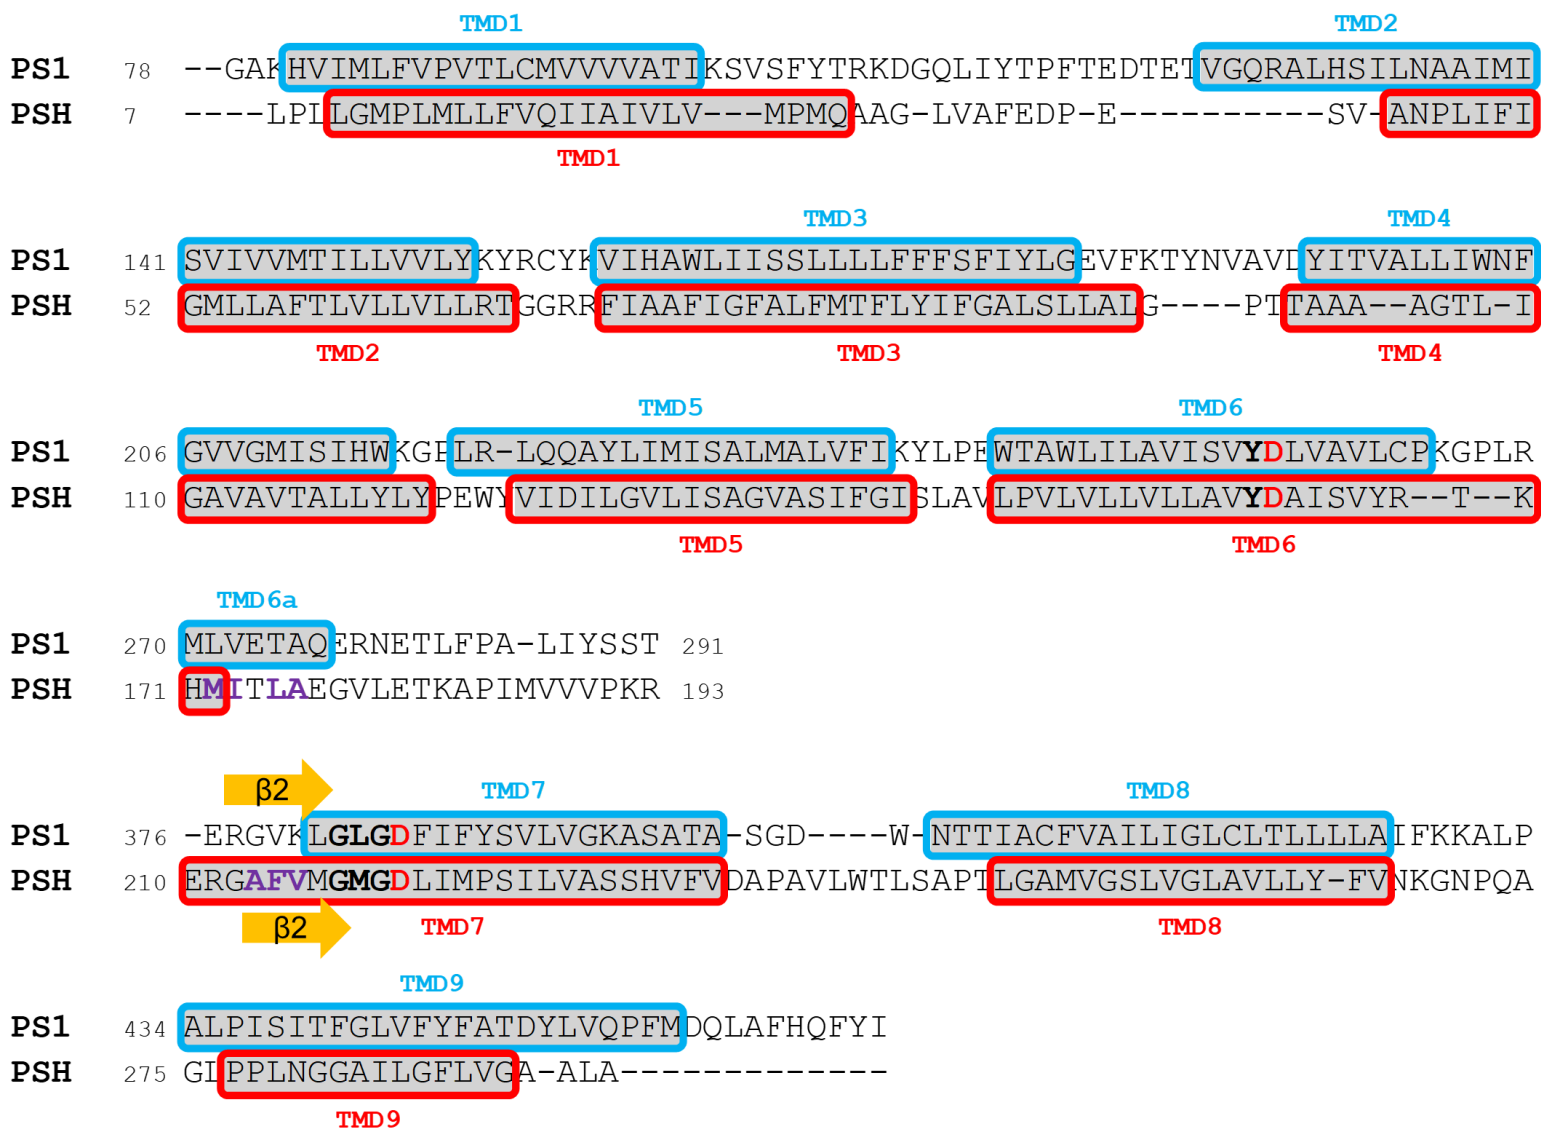 TMD1 TMD2
PS1 78 --GAKHVIMLFVPVTLCMVVVVATIKSVSFYTRKDGQLIYTPFTEDTETVGQRALHSILNAAIMI
PSH 7 ----LPLLGMPLMLLFVQIIAIVLV---MPMQAAG-LVAFEDP-E----------SV-ANPLIFI
TMD1
TMD3 TMD4
PS1 141 SVIVVMTILLVVLYKYRCYKVIHAWLIISSLLLLFFFSFIYLGEVFKTYNVAVDYITVALLIWNF
PSH 52 GMLLAFTLVLLVLLRTGGRRFIAAFIGFALFMTFLYIFGALSLLALG----PTTAAA--AGTL-I
TMD2 TMD3 TMD4
TMD5 TMD6
PS1 206 GVVGMISIHWKGPLR-LQQAYLIMISALMALVFIKYLPEWTAWLILAVISVYDLVAVLCPKGPLR
PSH 110 GAVAVTALLYLYPEWYVIDILGVLISAGVASIFGISLAVLPVLVLLVLLAVYDAISVYR--T--K
TMD5 TMD6
TMD6a
PS1 270 MLVETAQERNETLFPA-LIYSST 291
PSH 171 HMITLAEGVLETKAPIMVVVPKR 193
β2 TMD7 TMD8
PS1 376 -ERGVKLGLGDFIFYSVLVGKASATA-SGD----W-NTTIACFVAILIGLCLTLLLLAIFKKALP
PSH 210 ERGAFVMGMGDLIMPSILVASSHVFVDAPAVLWTLSAPTLGAMVGSLVGLAVLLY-FVNKGNPQA
β2 TMD7 TMD8
TMD9
PS1 434 ALPISITFGLVFYFATDYLVQPFMDQLAFHQFYI
PSH 275 GLPPLNGGAILGFLVGA-ALA-------------
TMD9